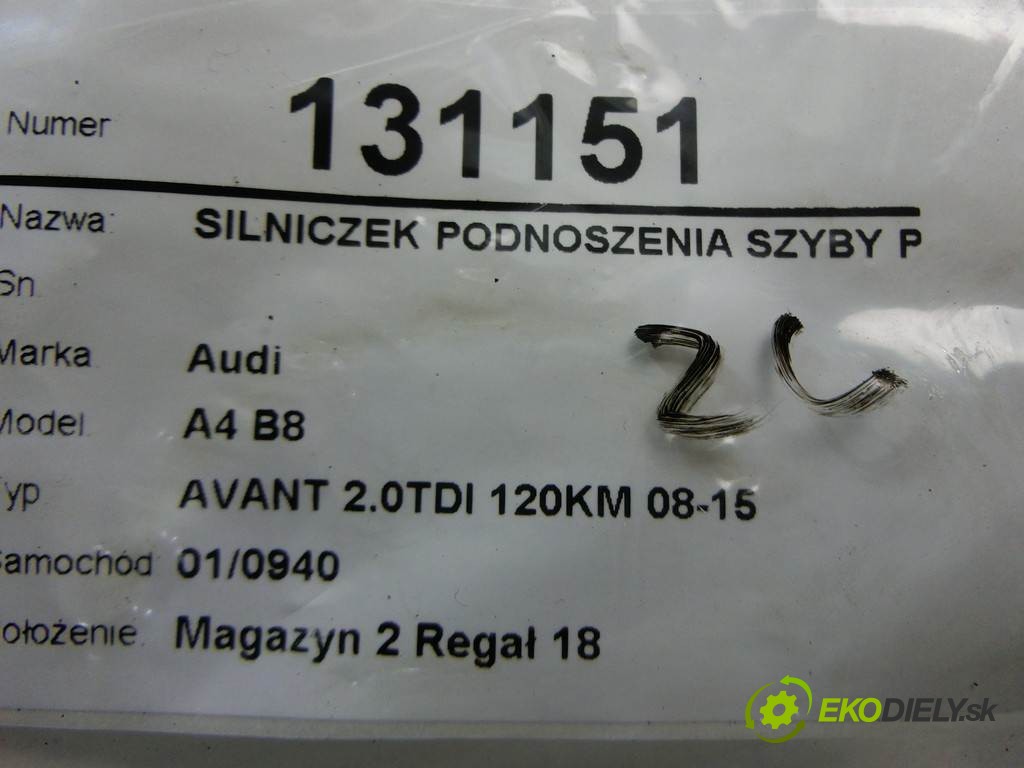 Numer 131151
Nazwa: SILNICZEK PODNOSZENIA SZYBY P
Sn
Marka Audi
Model A4 B8
Typ AVANT 2.0TDI 120KM 08-15
Samochód 01/0940
ołożenie. Magazyn 2 Regał 18
EKODIELY.sk